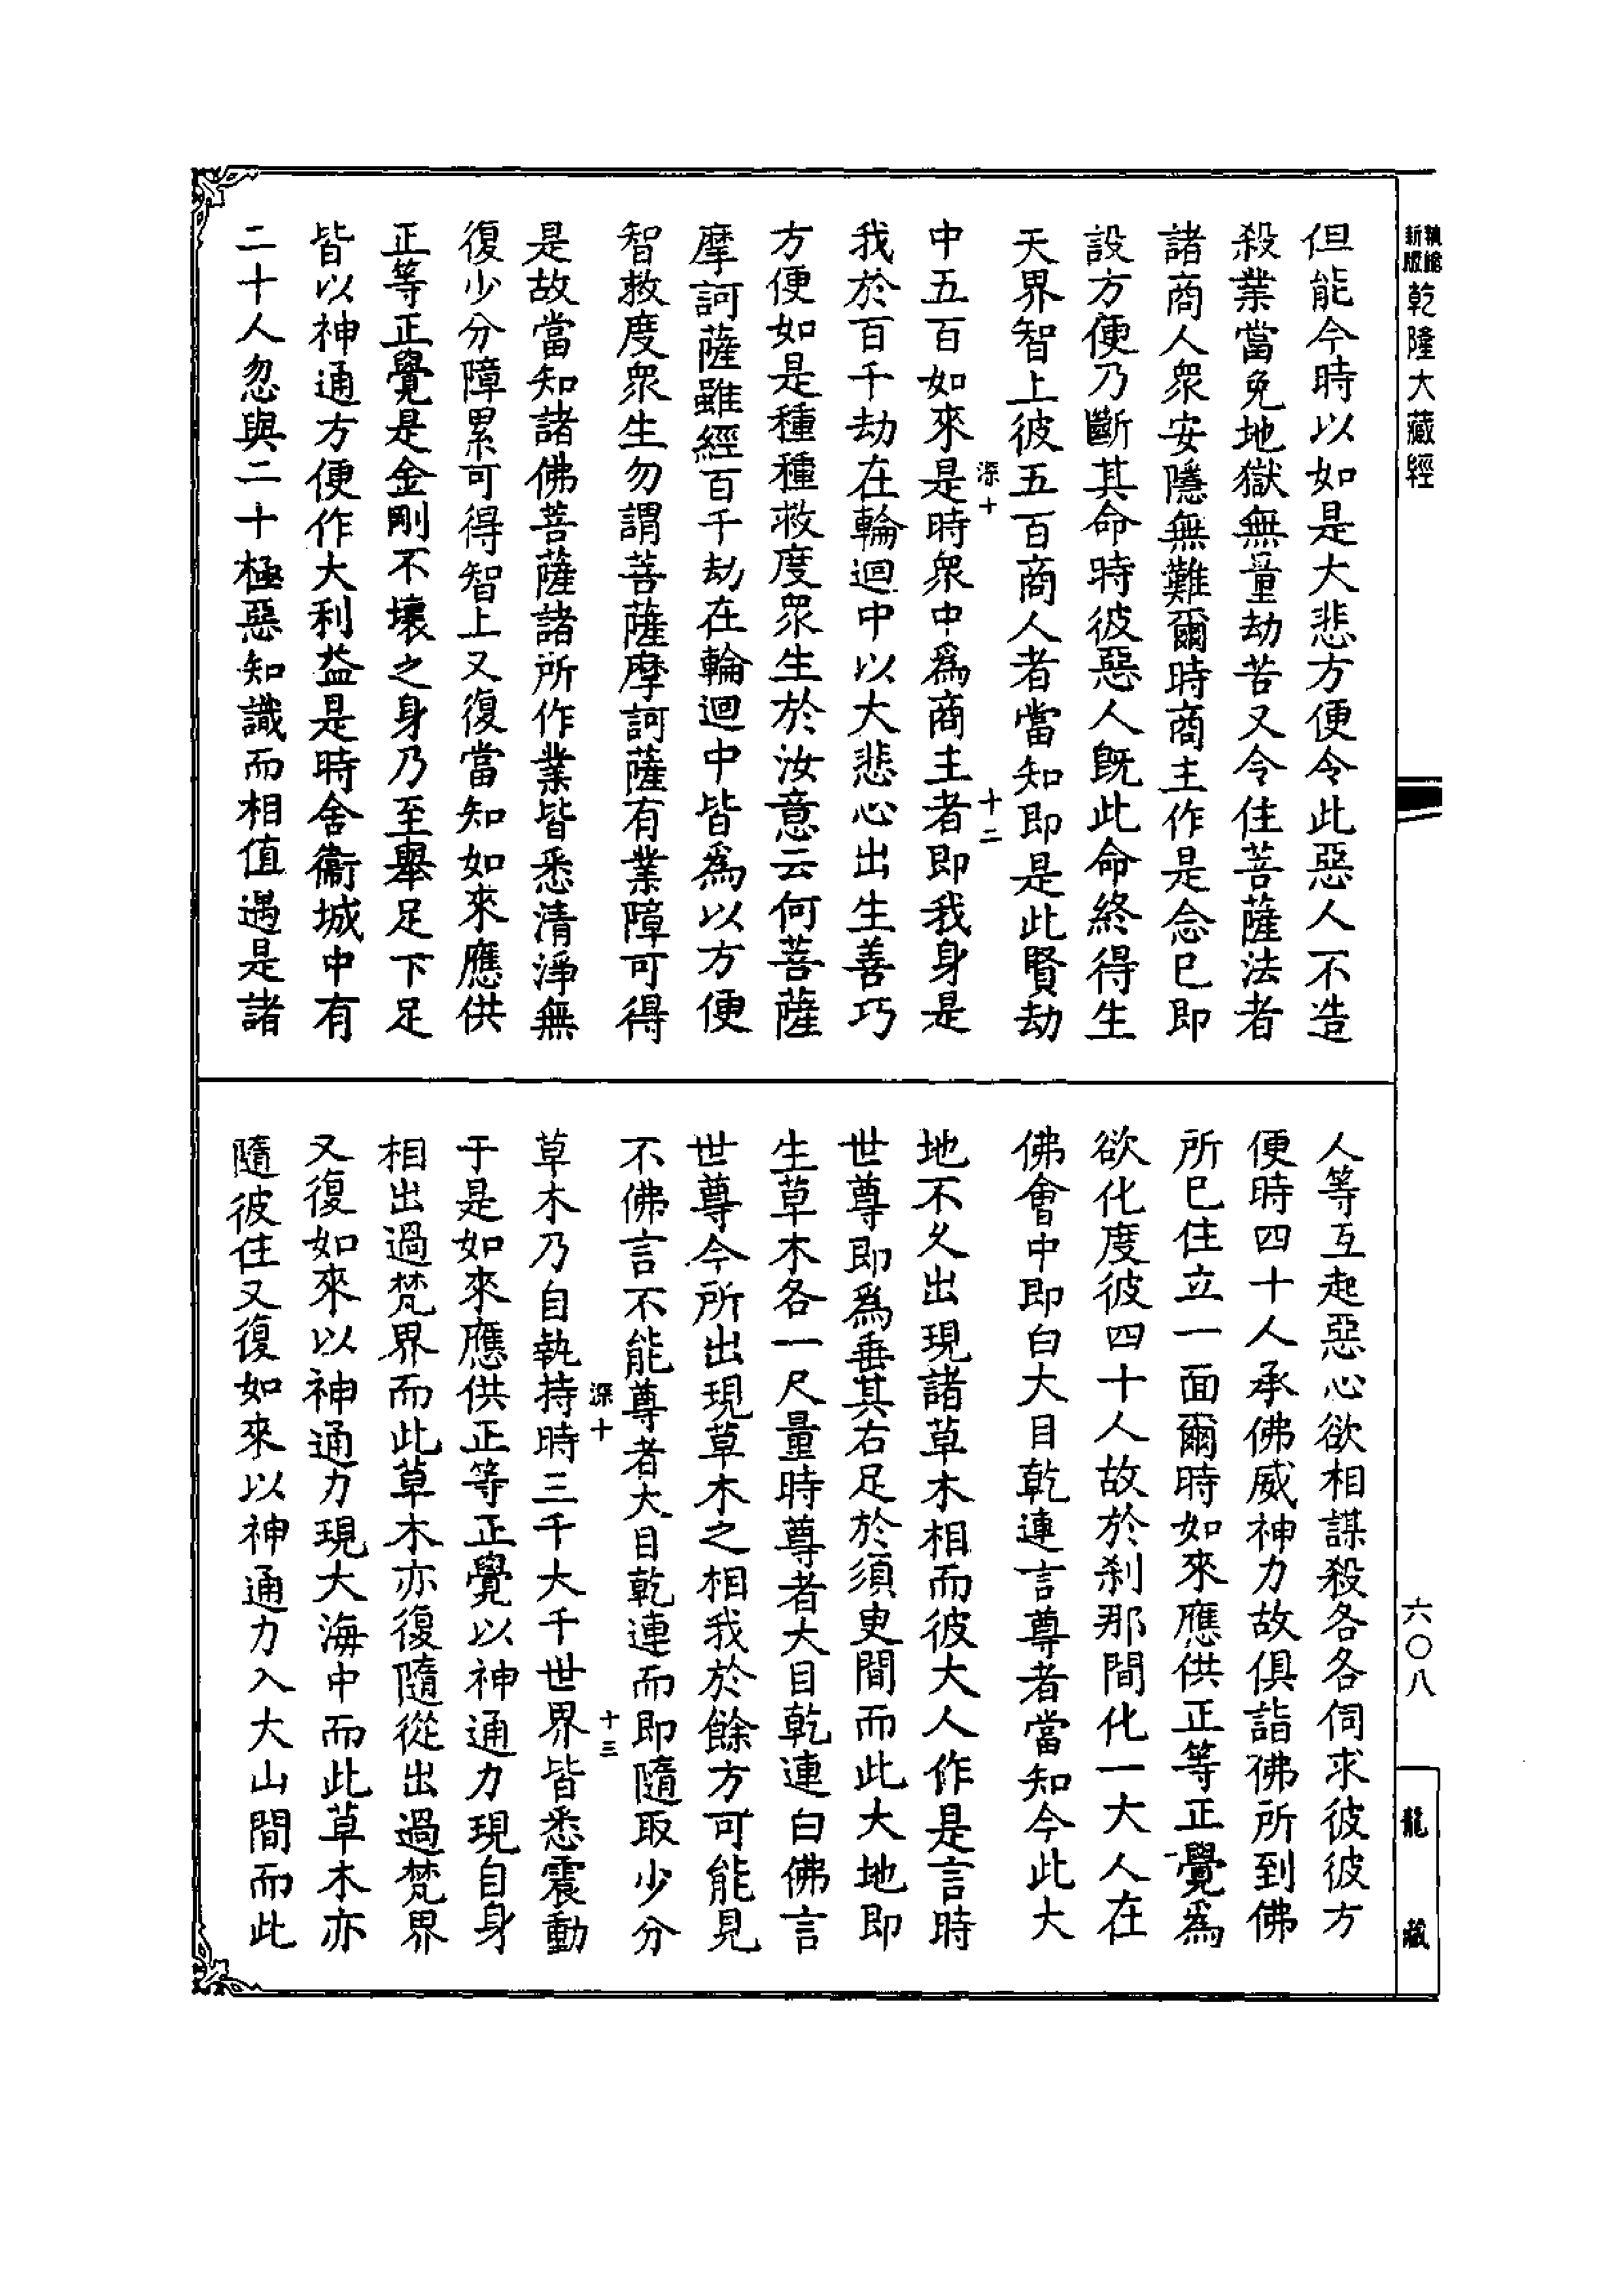 新版
精縮
乾隆大藏經
六〇八
龍藏
但能今時以如是大悲方便令此惡人不造
殺業當免地獄無量劫苦又令住菩薩法者
諸商人衆安隱無難爾時商主作是念已即
設方便乃斷其命時彼惡人旣此命終得生
天界智上彼五百商人者當知即是此賢劫
深十
十二
中五百如來是時衆中爲商主者即我身是
我於百千劫在輪迴中以大悲心出生善巧
方便如是種種救度衆生於汝意云何菩薩
摩訶薩雖經百千劫在輪迴中皆爲以方便
智救度衆生勿謂菩薩摩訶薩有業障可得
是故當知諸佛菩薩諸所作業皆悉清淨無
復少分障累可得智上又復當知如來應供
正等正覺是金剛不壞之身乃至舉足下足
皆以神通方便作大利益是時舍衞城中有
二十人忽與二十極惡知識而相值遇是諸
人等互起惡心欲相謀殺各各伺求彼彼方
便時四十人承佛威神力故俱詣佛所到佛
所已住立一面爾時如來應供正等正覺爲
欲化度彼四十人故於刹那間化一大人在
佛會中即白大目乾連言尊者當知今此大
地不久出現諸草木相而彼大人作是言時
世尊即爲垂其右足於須臾間而此大地即
生草木各一尺量時尊者大目乾連白佛言
世尊今所出現草木之相我於餘方可能見
不佛言不能尊者大目乾連而即隨取少分
深十
十三
草木乃自執持時三千大千世界皆悉震動
于是如來應供正等正覺以神通力現自身
相出過梵界而此草木亦復隨從出過梵界
又復如來以神通力現大海中而此草木亦
隨彼住又復如來以神通力入大山間而此